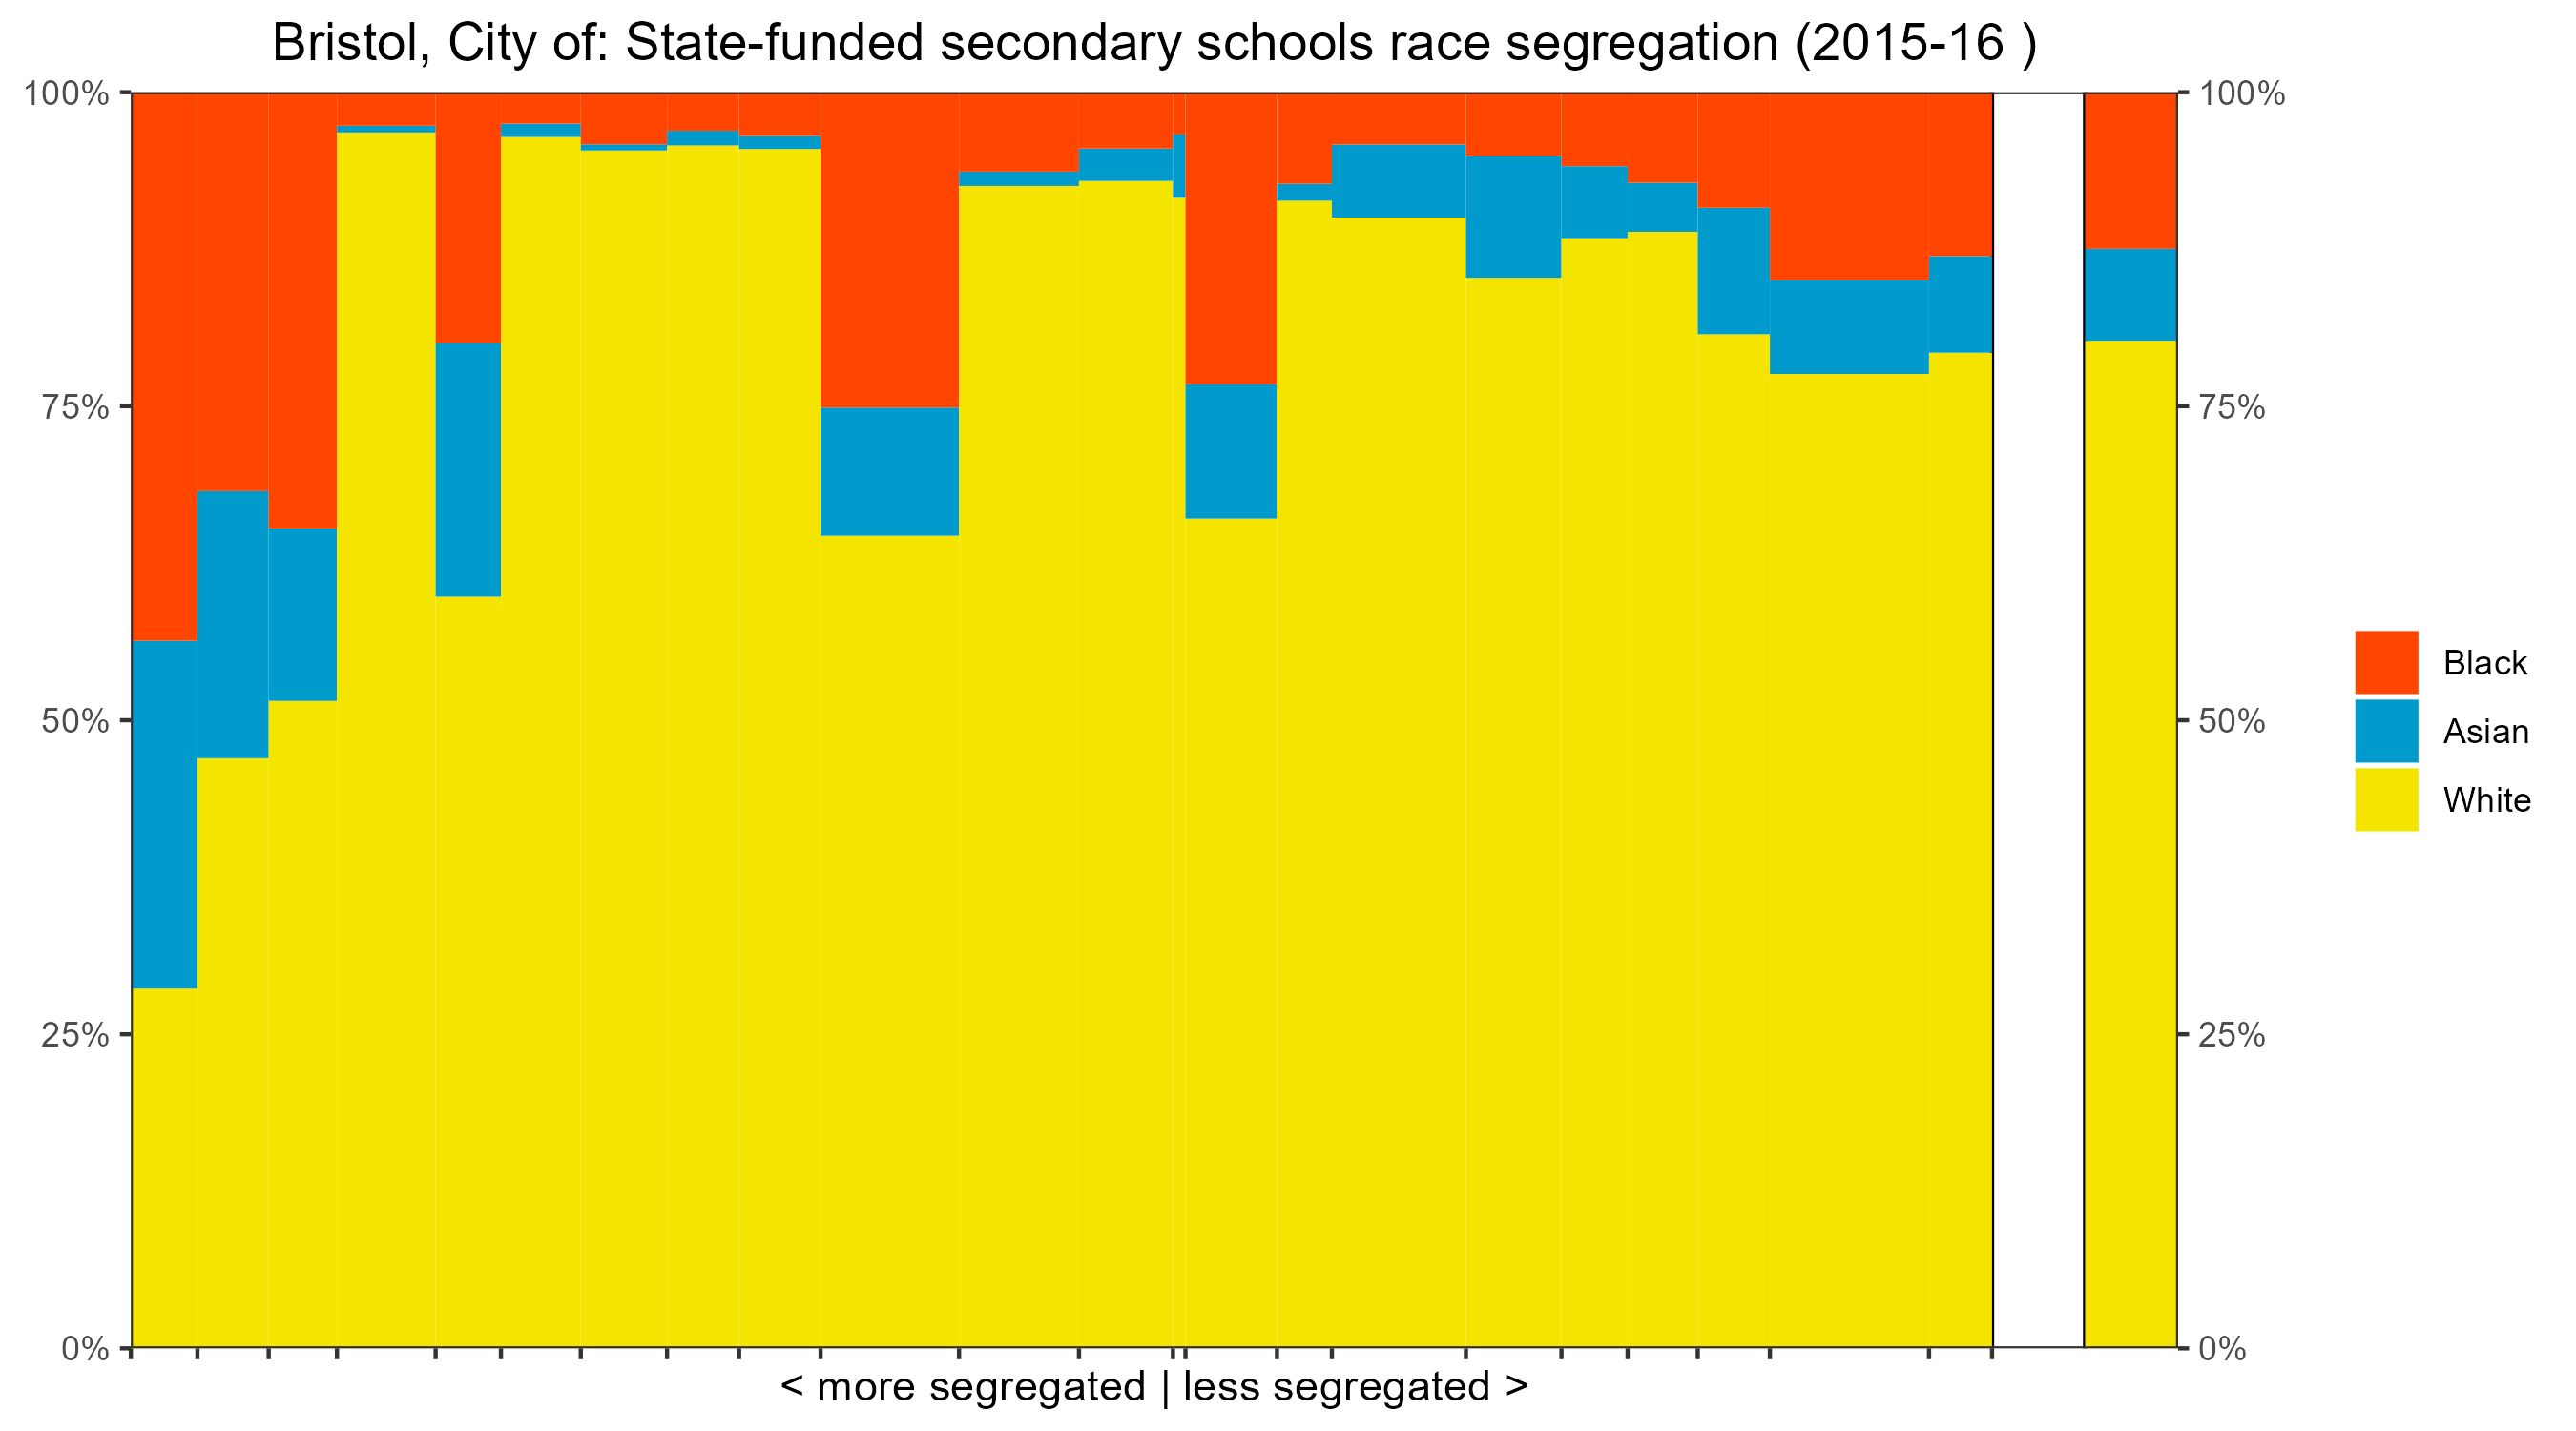 Bristol, City of: State-funded secondary schools race segregation (2015-16 )
100%
75%
50%
25%
0%
100%
75%
50%
25%
0%
Black
Asian
White
< more segregated | less segregated >